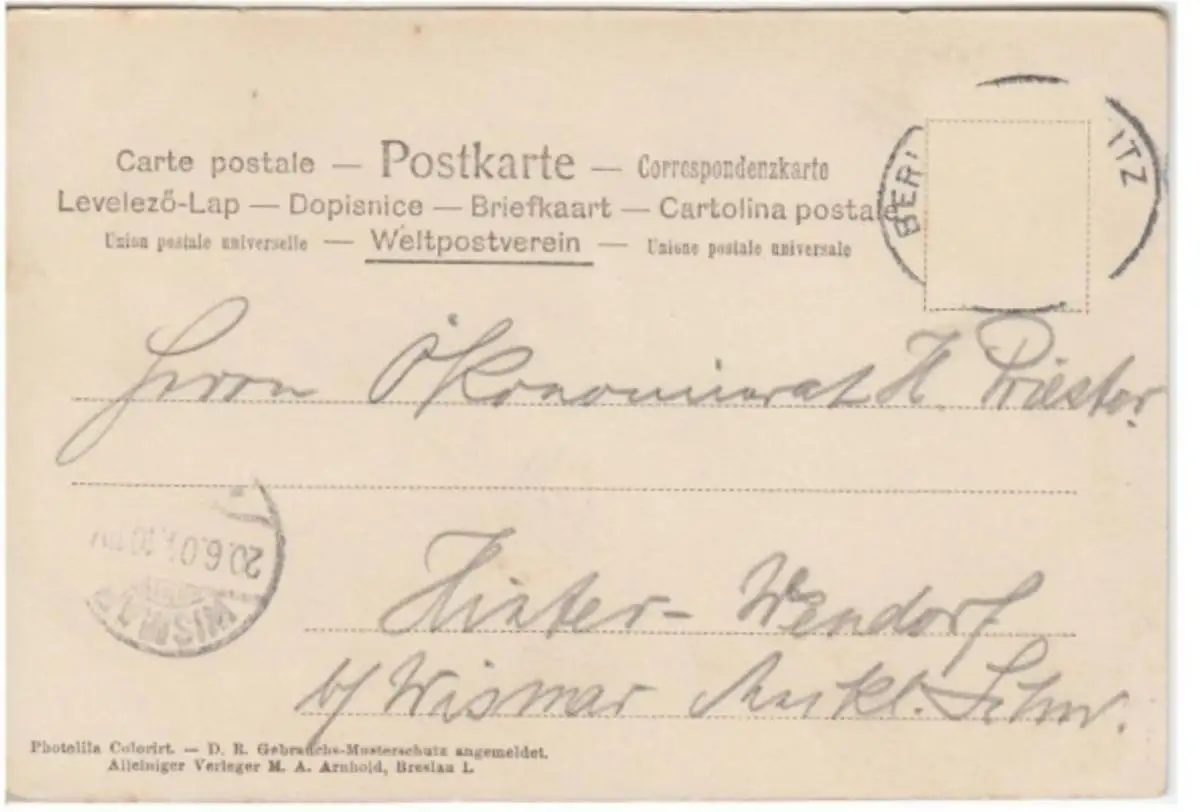 Carte postale — Postkarte — Correspondenzkarte
Levelező-Lap — Dopisnice — Briefkaart — Cartolina postale
Union postale universelle — Weltpostverein — Unione postale universale
BER ITZ
Herrn Ökonomierat H. Priester.
20.6.0
WISMAR
Hinter-Wendorf
b/ Wismar Meckl. Schw.
Photolila Colorirt. — D. R. Gebrauchs-Musterschutz angemeldet.
Alleiniger Verleger M. A. Arnhold, Breslau I.